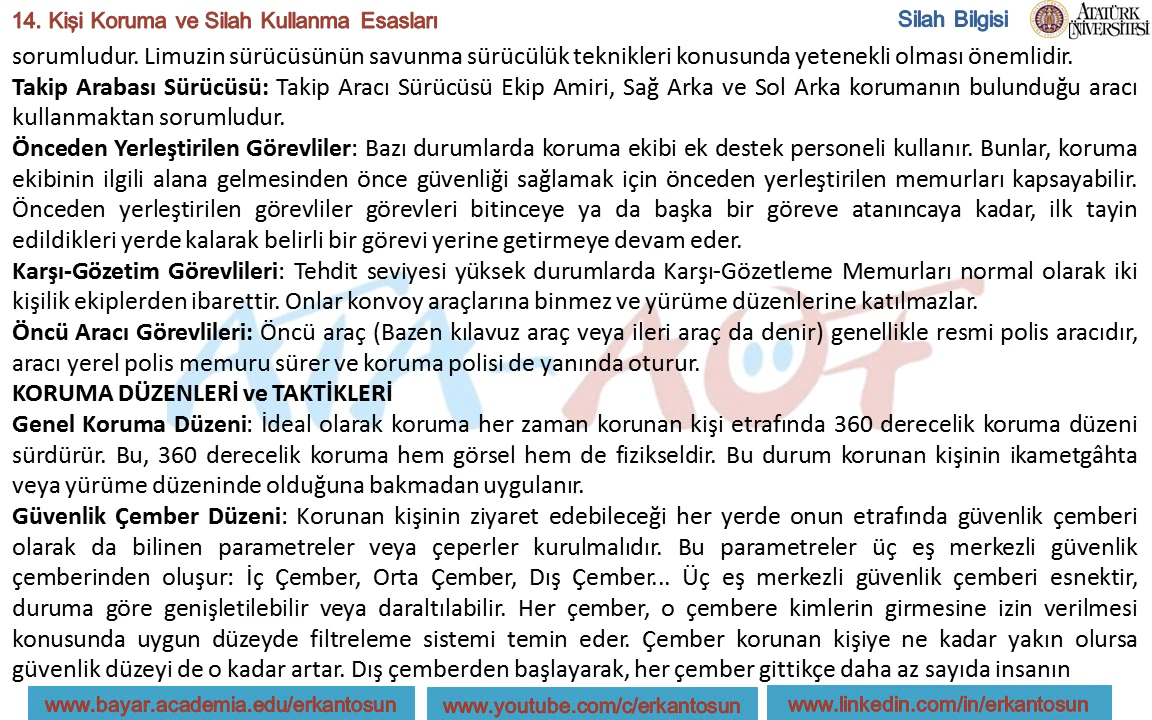 14. Kişi Koruma ve Silah Kullanma Esasları
Silah Bilgisi
ATATÜRK
ÜNİVERSİTESİ
sorumludur. Limuzin sürücüsünün savunma sürücülük teknikleri konusunda yetenekli olması önemlidir.
Takip Arabası Sürücüsü: Takip Aracı Sürücüsü Ekip Amiri, Sağ Arka ve Sol Arka korumanın bulunduğu aracı
kullanmaktan sorumludur.
Önceden Yerleştirilen Görevliler: Bazı durumlarda koruma ekibi ek destek personeli kullanır. Bunlar, koruma
ekibinin ilgili alana gelmesinden önce güvenliği sağlamak için önceden yerleştirilen memurları kapsayabilir.
Önceden yerleştirilen görevliler görevleri bitinceye ya da başka bir göreve atanıncaya kadar, ilk tayin
edildikleri yerde kalarak belirli bir görevi yerine getirmeye devam eder.
Karşı-Gözetim Görevlileri: Tehdit seviyesi yüksek durumlarda Karşı-Gözetleme Memurları normal olarak iki
kişilik ekiplerden ibarettir. Onlar konvoy araçlarına binmez ve yürüme düzenlerine katılmazlar.
Öncü Aracı Görevlileri: Öncü araç (Bazen kılavuz araç veya ileri araç da denir) genellikle resmi polis aracıdır,
aracı yerel polis memuru sürer ve koruma polisi de yanında oturur.
KORUMA DÜZENLERİ ve TAKTİKLERİ
Genel Koruma Düzeni: İdeal olarak koruma her zaman korunan kişi etrafında 360 derecelik koruma düzeni
sürdürür. Bu, 360 derecelik koruma hem görsel hem de fizikseldir. Bu durum korunan kişinin ikametgâhta
veya yürüme düzeninde olduğuna bakmadan uygulanır.
Güvenlik Çember Düzeni: Korunan kişinin ziyaret edebileceği her yerde onun etrafında güvenlik çemberi
olarak da bilinen parametreler veya çeperler kurulmalıdır. Bu parametreler üç eş merkezli güvenlik
çemberinden oluşur: İç Çember, Orta Çember, Dış Çember... Üç eş merkezli güvenlik çemberi esnektir,
duruma göre genişletilebilir veya daraltılabilir. Her çember, o çembere kimlerin girmesine izin verilmesi
konusunda uygun düzeyde filtreleme sistemi temin eder. Çember korunan kişiye ne kadar yakın olursa
güvenlik düzeyi de o kadar artar. Dış çemberden başlayarak, her çember gittikçe daha az sayıda insanın
ATA-AÖF
www.bayar.academia.edu/erkantosun
www.youtube.com/c/erkantosun
www.linkedin.com/in/erkantosun